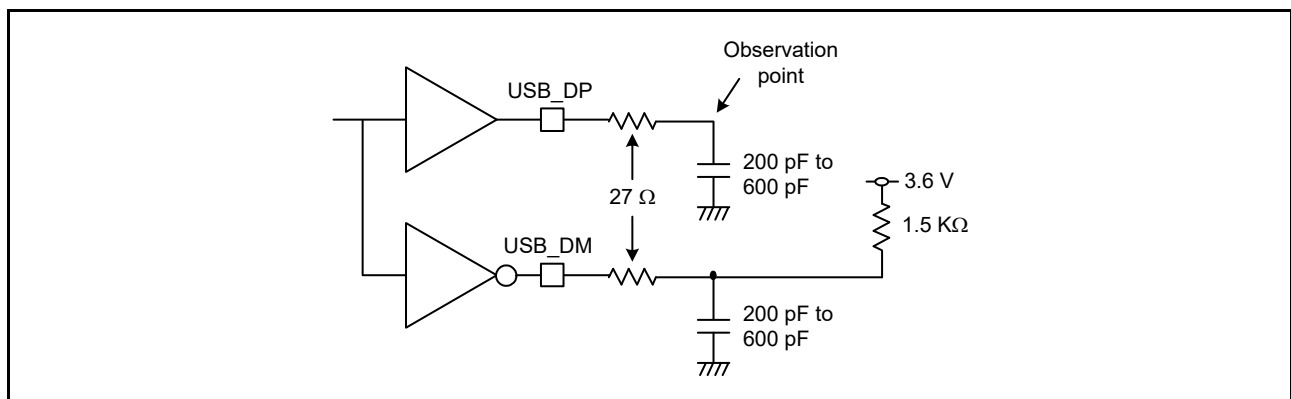 Observation
point
USB_DP
200 pF to
600 pF
27 Ω
3.6 V
1.5 KΩ
USB_DM
200 pF to
600 pF